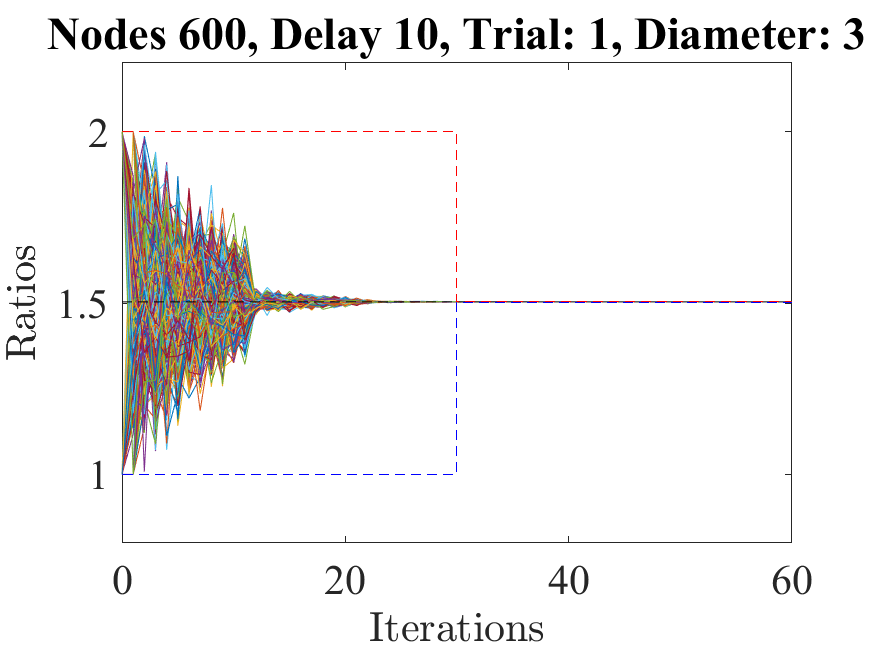 Nodes 600, Delay 10, Trial: 1, Diameter: 3
2
1.5
1
Ratios
0 20 40 60
Iterations